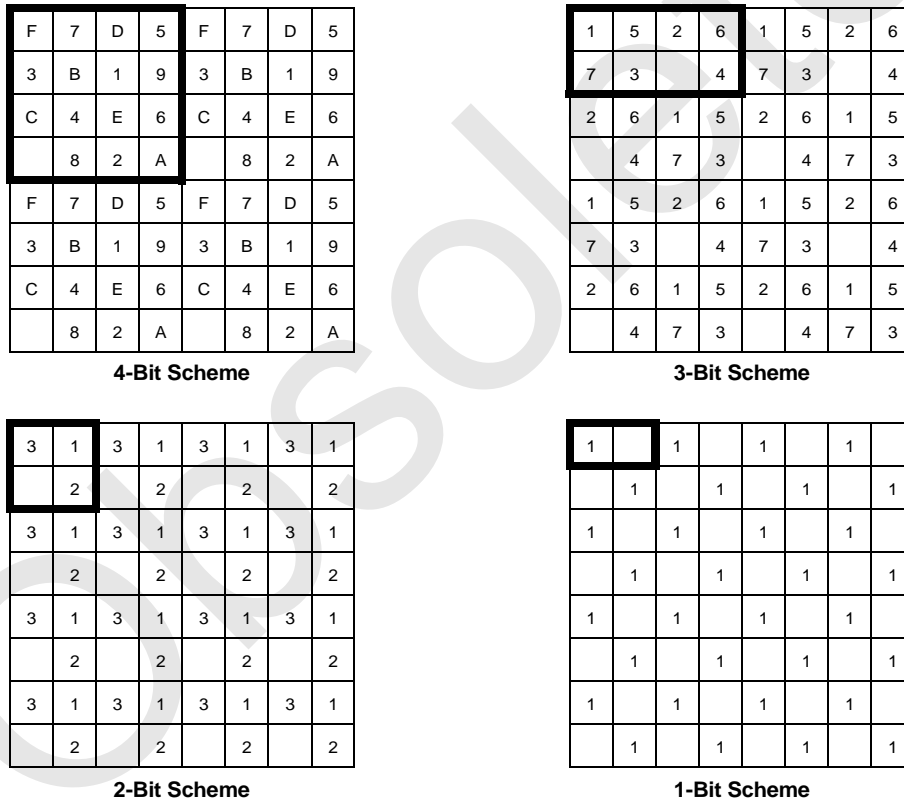 F 7 D 5 F 7 D 5
3 B 1 9 3 B 1 9
C 4 E 6 C 4 E 6
8 2 A 8 2 A
F 7 D 5 F 7 D 5
3 B 1 9 3 B 1 9
C 4 E 6 C 4 E 6
8 2 A 8 2 A
4-Bit Scheme
1 5 2 6 1 5 2 6
7 3 4 7 3 4
2 6 1 5 2 6 1 5
4 7 3 4 7 3
1 5 2 6 1 5 2 6
7 3 4 7 3 4
2 6 1 5 2 6 1 5
4 7 3 4 7 3
3-Bit Scheme
3 1 3 1 3 1 3 1
2 2 2 2
3 1 3 1 3 1 3 1
2 2 2 2
3 1 3 1 3 1 3 1
2 2 2 2
3 1 3 1 3 1 3 1
2 2 2 2
2-Bit Scheme
1 1 1 1
1 1 1 1
1 1 1 1
1 1 1 1
1 1 1 1
1 1 1 1
1 1 1 1
1 1 1 1
1-Bit Scheme
Obsolete